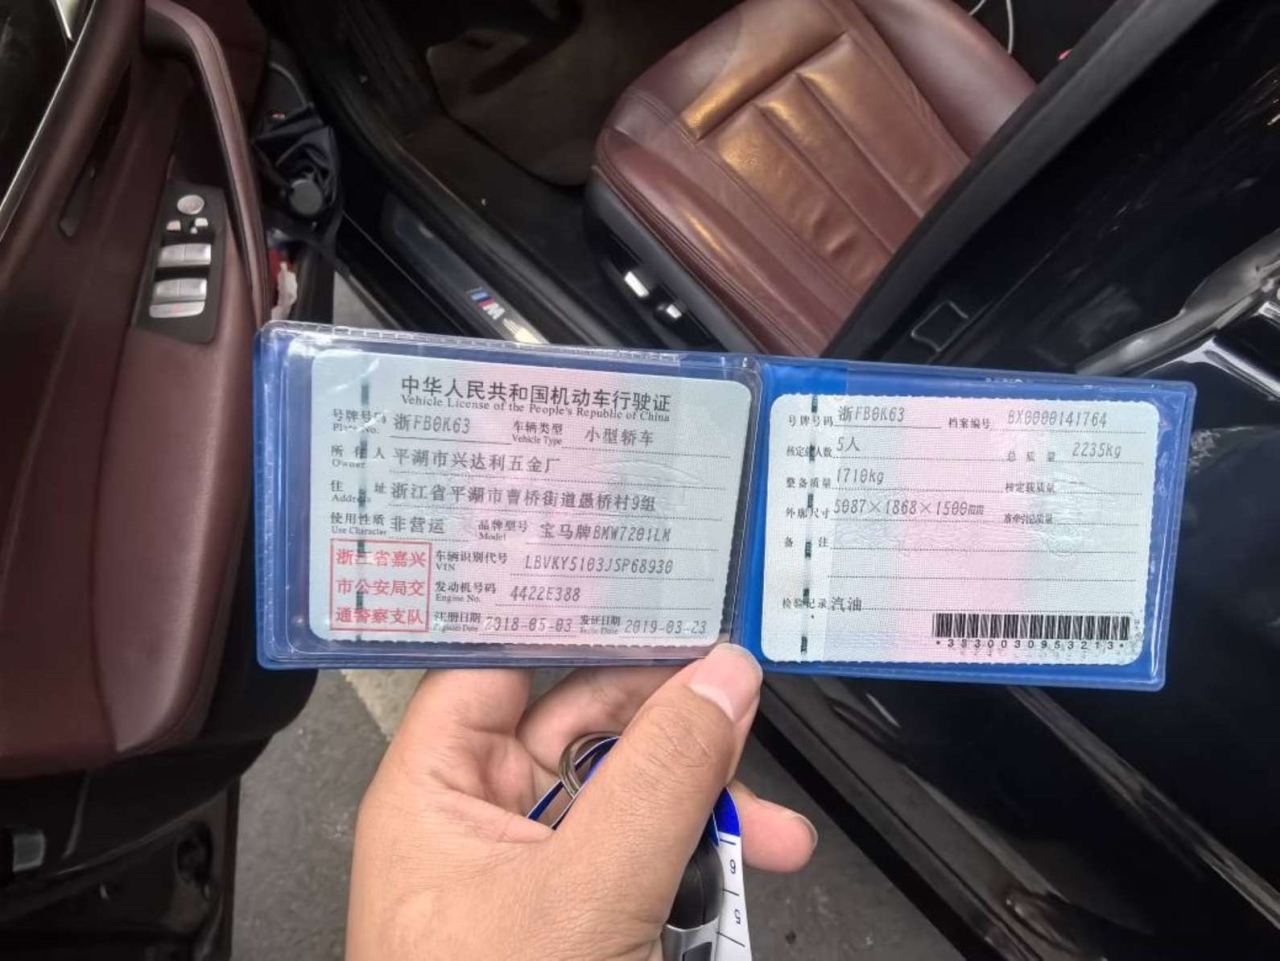 中华人民共和国机动车行驶证
Vehicle License of the People's Republic of China
号牌号码 浙FB0K63 车辆类型 小型轿车
Plate No. Vehicle Type
所有人 平湖市兴达利五金厂
Owner
住址 浙江省平湖市曹桥街道愚桥村9组
Address
使用性质 非营运 品牌型号 宝马牌BMW7201LM
Use Character Model
浙江省嘉兴
市公安局交
通警察支队
车辆识别代号 LBVKY5103JSP68930
VIN
发动机号码 4422E388
Engine No.
注册日期 2018-05-03 发证日期 2019-03-23
Register Date Issue Date
号牌号码 浙FB0K63 档案编号 BX0000141764
核定载人数 5人 总质量 2235kg
整备质量 1710kg 核定载质量
外廓尺寸 5087×1868×1500mm 准牵引总质量
备注
检验记录 汽油
*3330030953213*
M
6
5